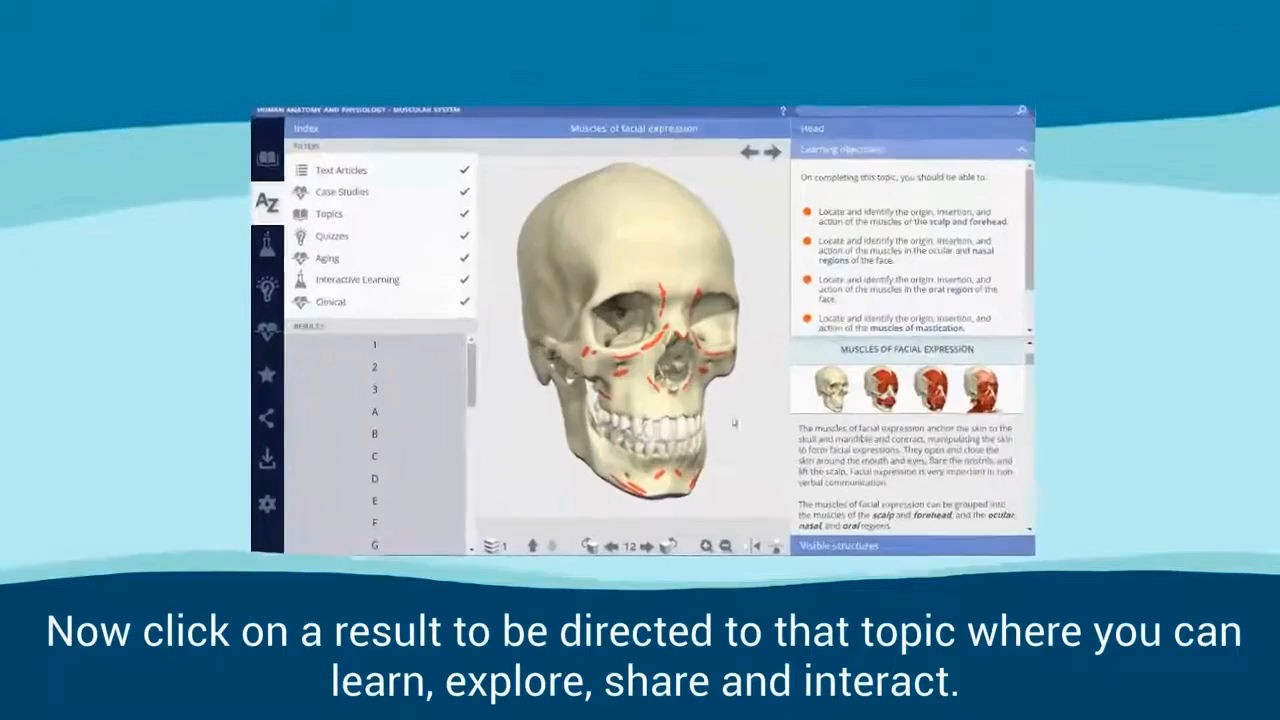 HUMAN ANATOMY AND PHYSIOLOGY - MUSCULAR SYSTEM
?
Index
Muscles of facial expression
Head
FILTERS
Learning objectives
Text Articles
Case Studies
Topics
Quizzes
Aging
Interactive Learning
Clinical
RESULTS
1
2
3
A
B
C
D
E
F
G
AZ
1
12
On completing this topic, you should be able to:
Locate and identify the origin, insertion, and
action of the muscles of the scalp and forehead.
Locate and identify the origin, insertion, and
action of the muscles in the ocular and nasal
regions of the face.
Locate and identify the origin, insertion, and
action of the muscles in the oral region of the
face.
Locate and identify the origin, insertion, and
action of the muscles of mastication.
MUSCLES OF FACIAL EXPRESSION
The muscles of facial expression anchor the skin to the
skull and mandible and contract, manipulating the skin
to form facial expressions. They open and close the
skin around the mouth and eyes, flare the nostrils, and
lift the scalp. Facial expression is very important in non-
verbal communication.
The muscles of facial expression can be grouped into
the muscles of the scalp and forehead, and the ocular,
nasal, and oral regions.
Visible structures
Now click on a result to be directed to that topic where you can
learn, explore, share and interact.